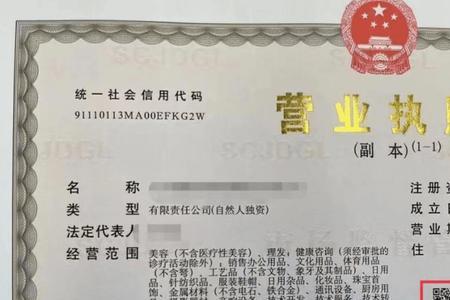 统一社会信用代码
91110113MA00EFKG2W
营业执
(副 本)(1-1)
名 称
类 型 有限责任公司(自然人独资)
法定代表人
经营范围 美容(不含医疗性美容)、理发;健康咨询(须经审批的
诊疗活动除外);销售办公用品、文化用品、体育用品
(不含弩)、工艺品(不含文物、象牙及其制品)、日用
品、针纺织品、服装鞋帽、日用杂品、化妆品、珠宝首
饰、金属材料(不含电石、铁合金)、通讯设备、厨房用
注册
成立日
营业期